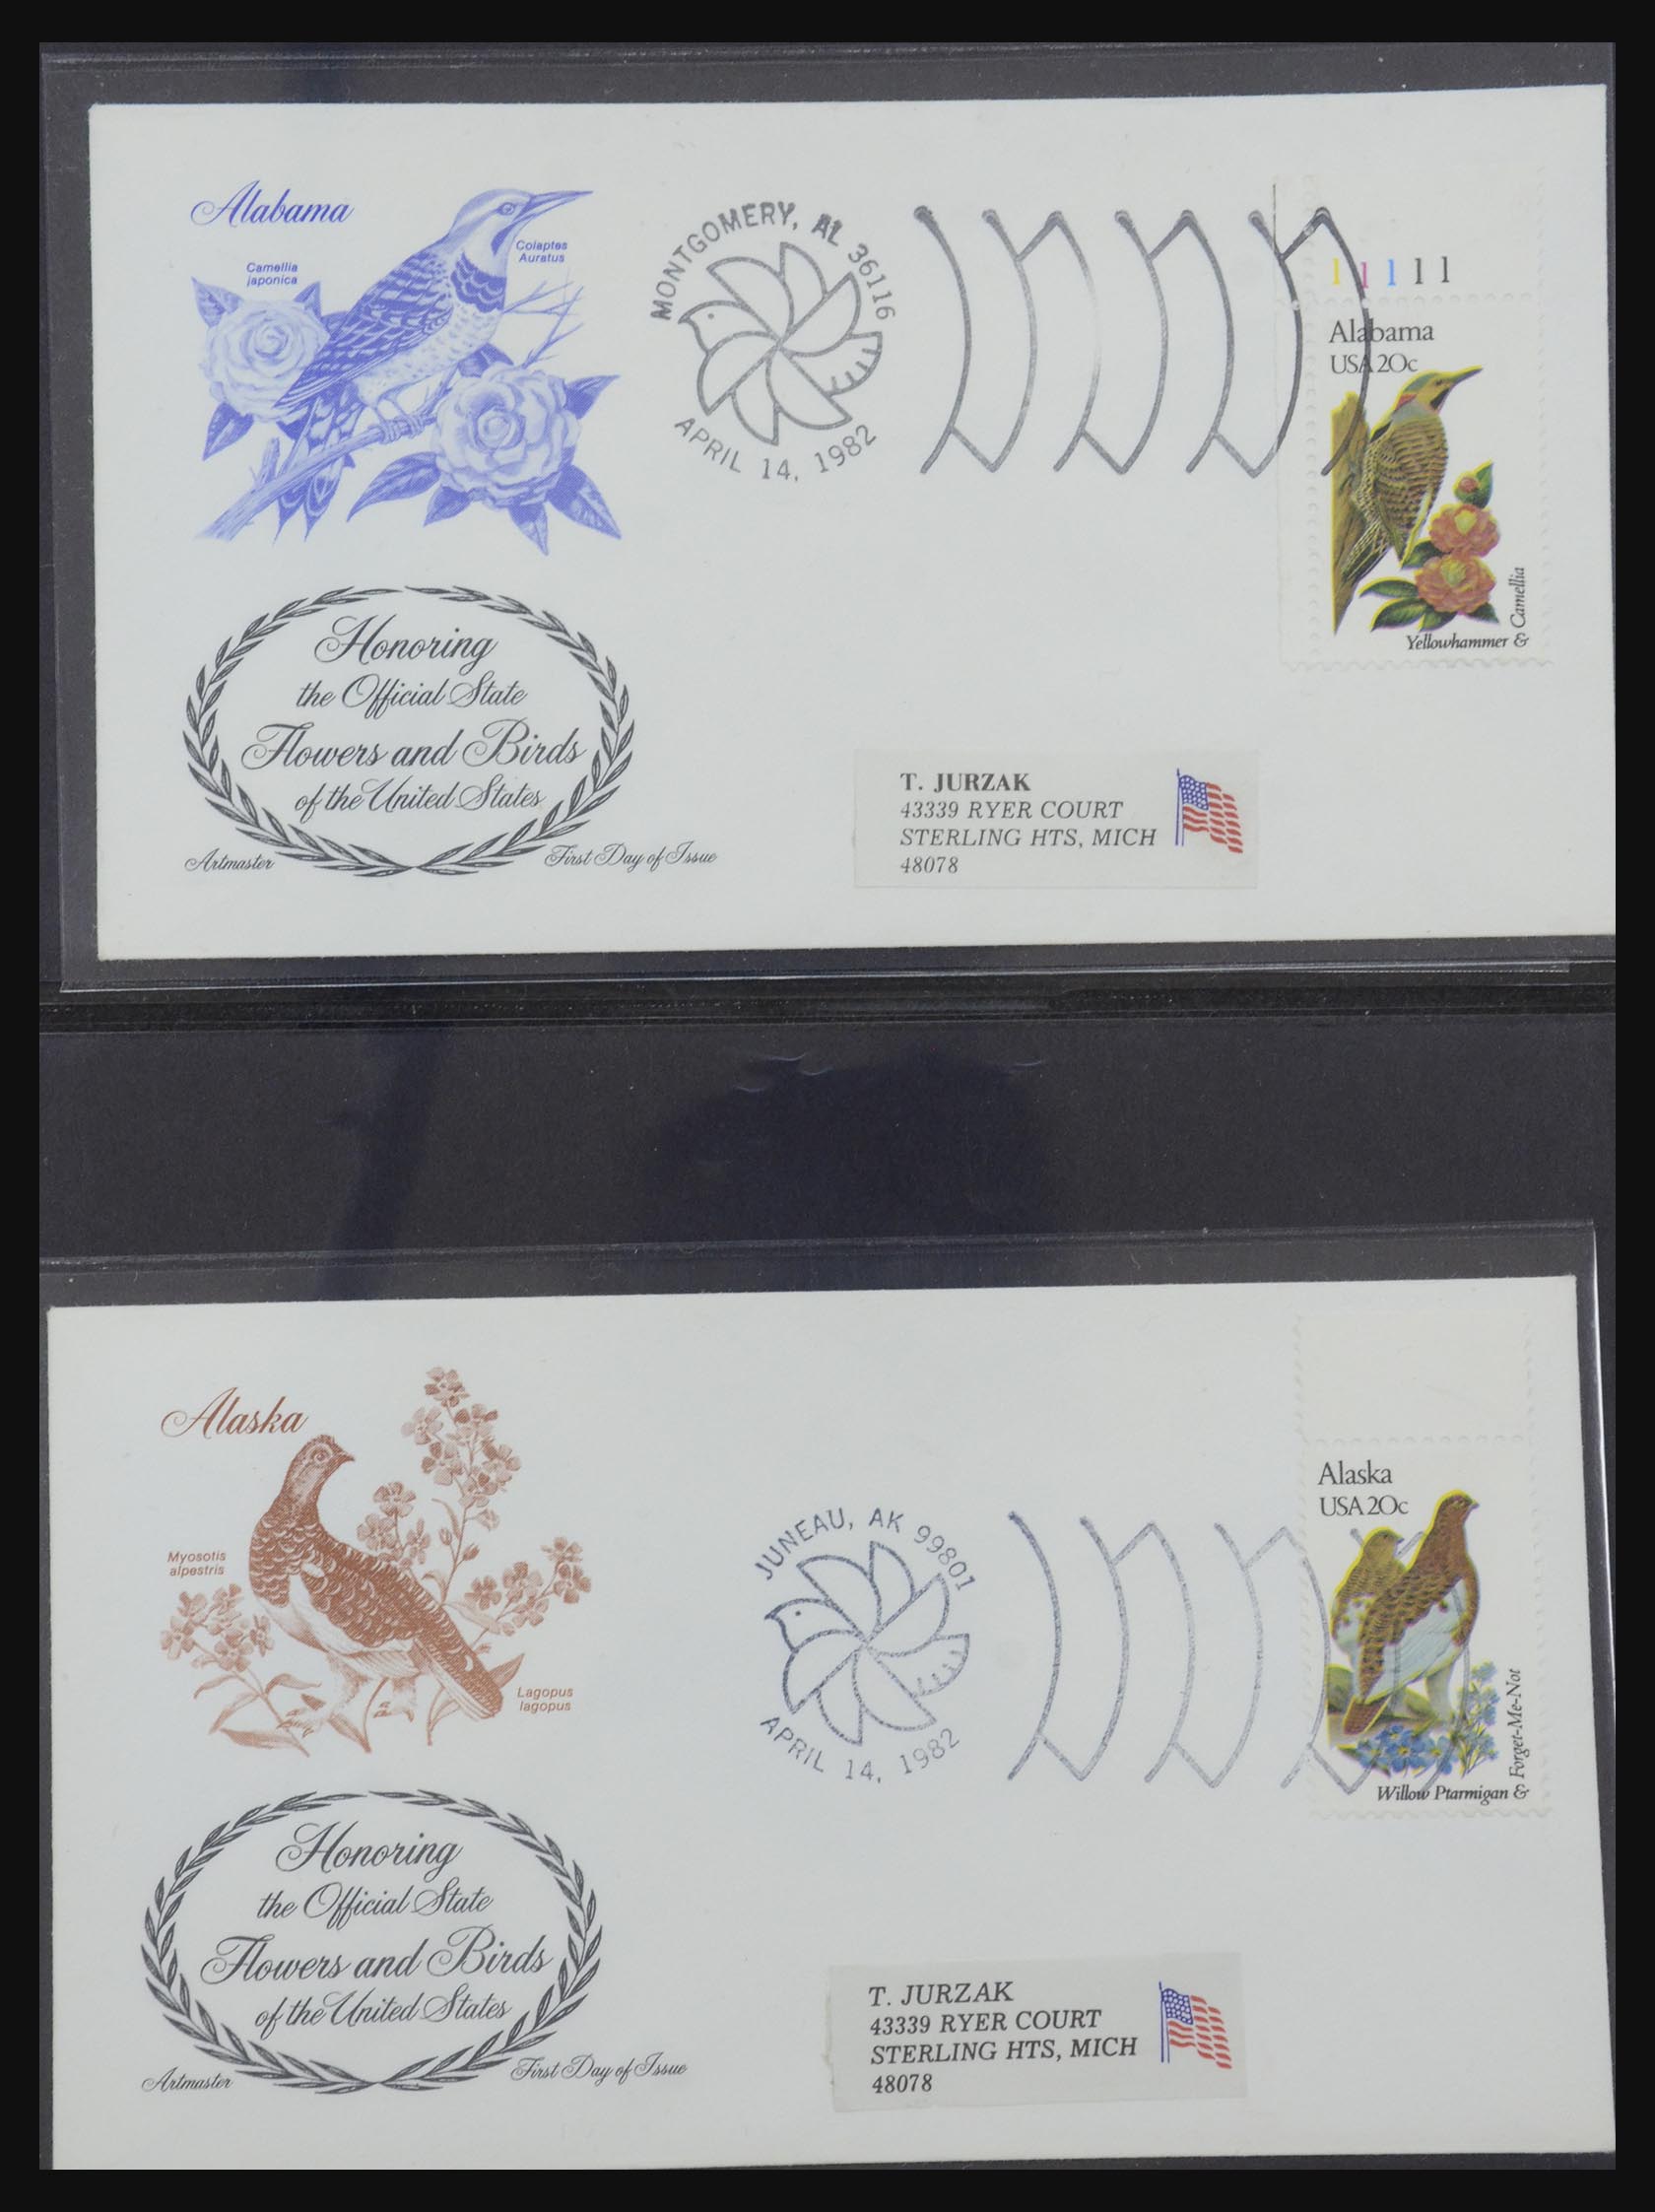 Alabama
Colaptes
Auratus
Camellia
japonica
MONTGOMERY, AL 36116
APRIL 14, 1982
11111
Alabama
USA 20c
Yellowhammer & Camellia
Honoring
the Official State
Flowers and Birds
of the United States
Artmaster
First Day of Issue
T. JURZAK
43339 RYER COURT
STERLING HTS, MICH
48078
Alaska
Myosotis
alpestris
Lagopus
lagopus
JUNEAU, AK 99801
APRIL 14, 1982
Alaska
USA 20c
Willow Ptarmigan & Forget-Me-Not
Honoring
the Official State
Flowers and Birds
of the United States
Artmaster
First Day of Issue
T. JURZAK
43339 RYER COURT
STERLING HTS, MICH
48078